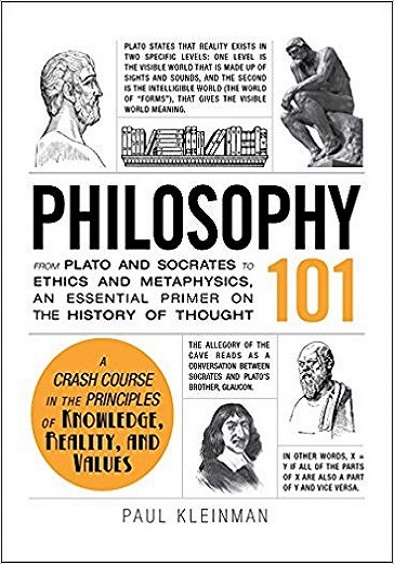 PLATO STATES THAT REALITY EXISTS IN
TWO SPECIFIC LEVELS: ONE LEVEL IS
THE VISIBLE WORLD THAT IS MADE UP OF
SIGHTS AND SOUNDS, AND THE SECOND
IS THE INTELLIGIBLE WORLD (THE WORLD
OF "FORMS"), THAT GIVES THE VISIBLE
WORLD MEANING.
PHILOSOPHY
101
FROM PLATO AND SOCRATES TO
ETHICS AND METAPHYSICS,
AN ESSENTIAL PRIMER ON
THE HISTORY OF THOUGHT
A
CRASH COURSE
IN THE PRINCIPLES
OF KNOWLEDGE,
REALITY, AND
VALUES
THE ALLEGORY OF THE
CAVE READS AS A
CONVERSATION BETWEEN
SOCRATES AND PLATO'S
BROTHER, GLAUCON.
IN OTHER WORDS, X =
Y IF ALL OF THE PARTS
OF X ARE ALSO A PART
OF Y AND VICE VERSA.
PAUL KLEINMAN